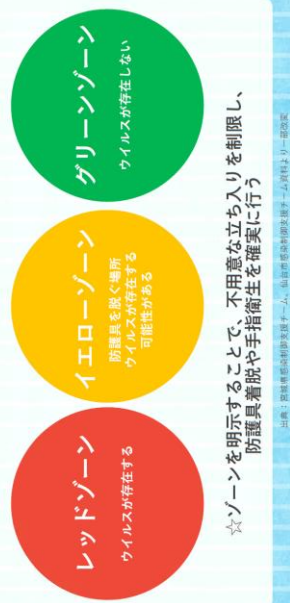 レッドゾーン
ウイルスが存在する
イエローゾーン
防護具を脱ぐ場所
ウイルスが存在する
可能性がある
グリーンゾーン
ウイルスが存在しない
☆ゾーンを明示することで、不用意な立ち入りを制限し、
防護具着脱や手指衛生を確実に行う
出典：宮城県感染制御支援チーム、仙台市感染制御支援チーム資料より一部改変